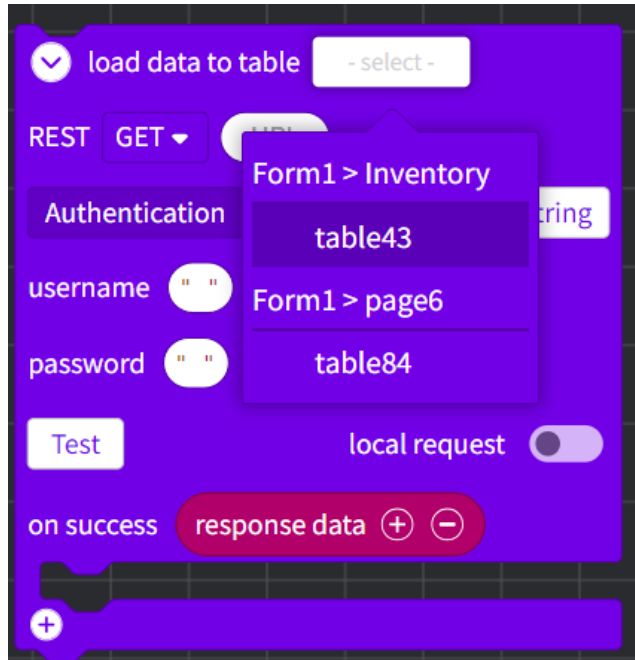 load data to table - select -
REST GET
Form1 > Inventory
Authentication
table43
username " "
Form1 > page6
password " "
table84
Test local request
on success response data